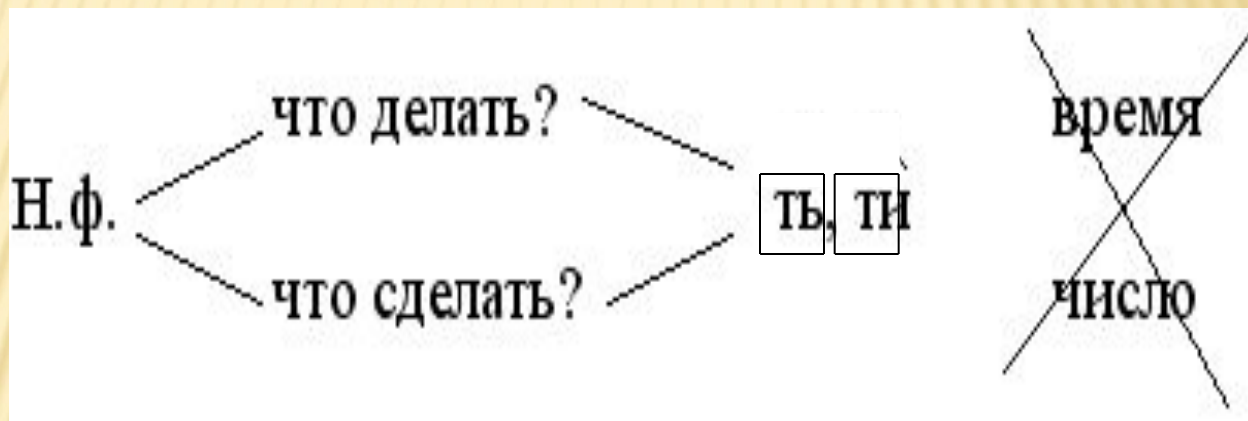 что делать?
время
Н.ф.
ть, ти
что сделать?
число